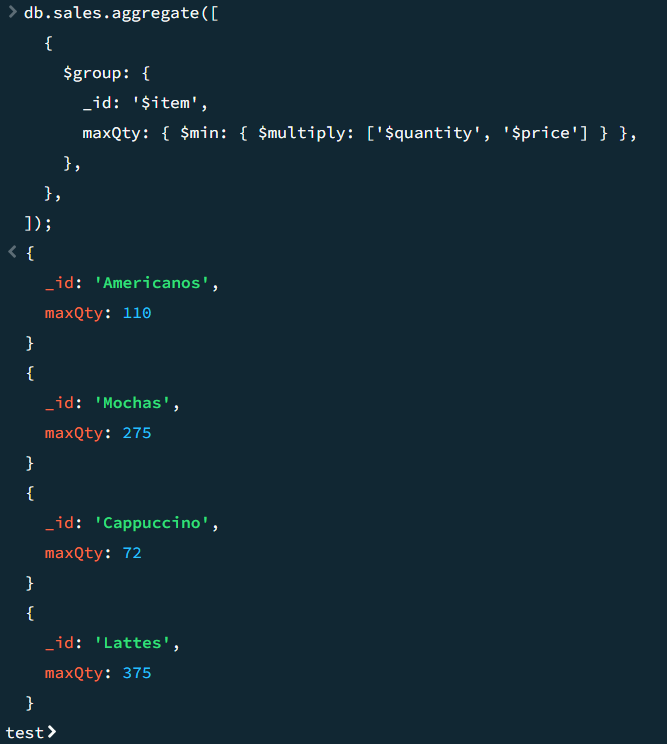 > db.sales.aggregate([
{
$group: {
_id: '$item',
maxQty: { $min: { $multiply: ['$quantity', '$price'] } },
},
},
]);
< {
_id: 'Americanos',
maxQty: 110
}
{
_id: 'Mochas',
maxQty: 275
}
{
_id: 'Cappuccino',
maxQty: 72
}
{
_id: 'Lattes',
maxQty: 375
}
test>